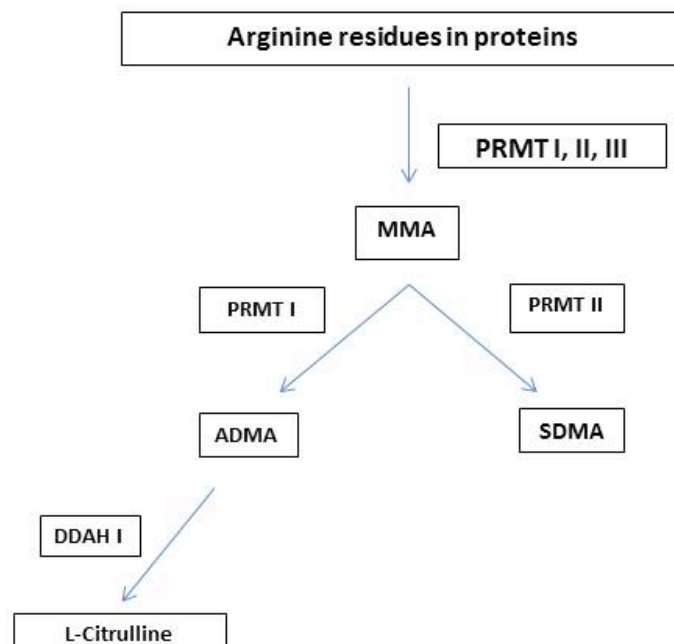 Arginine residues in proteins
PRMT I, II, III
MMA
PRMT I
PRMT II
ADMA
SDMA
DDAH I
L-Citrulline